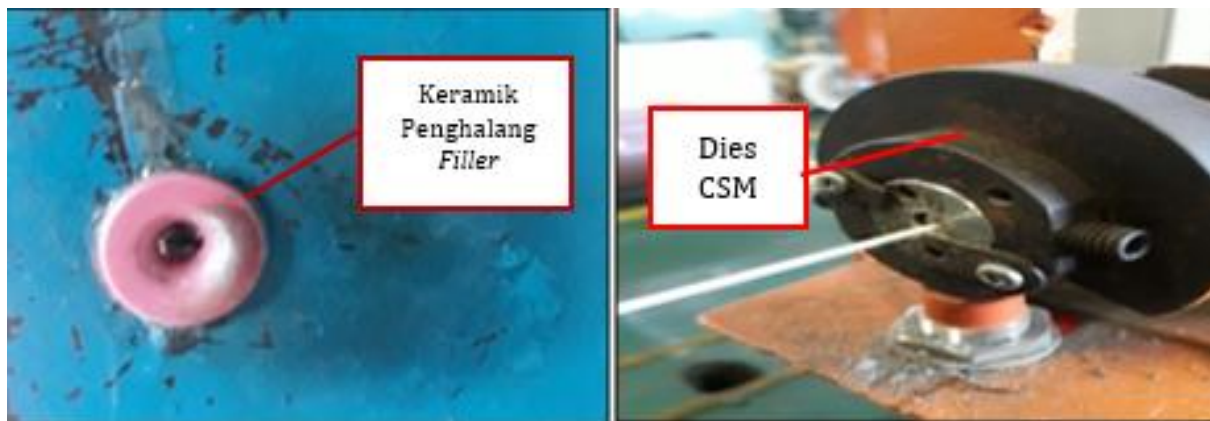 Keramik
Penghalang
Filler
Dies
CSM